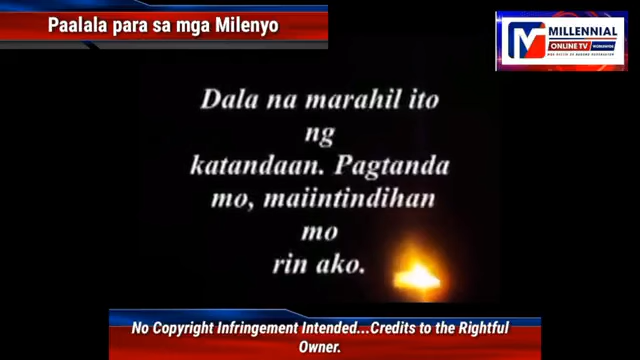 Paalala para sa mga Milenyo
MILLENNIAL
ONLINE TV WORLDWIDE
Dala na marahil ito
ng
katandaan. Pagtanda
mo, maiintindihan
mo
rin ako.
No Copyright Infringement Intended...Credits to the Rightful
Owner.